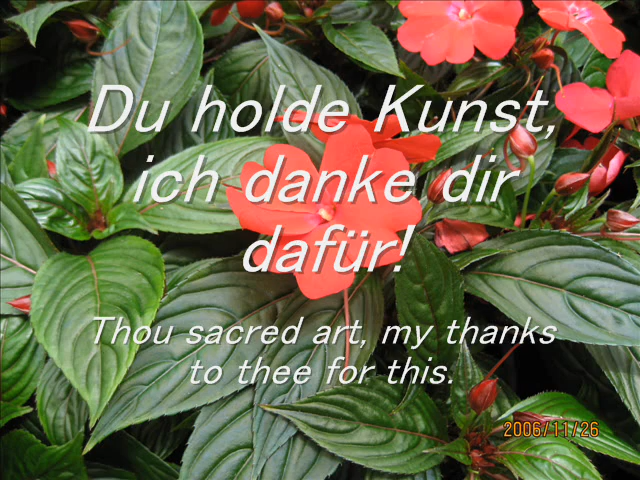 Du holde Kunst,
ich danke dir
dafür!
Thou sacred art, my thanks
to thee for this.
2006/11/26